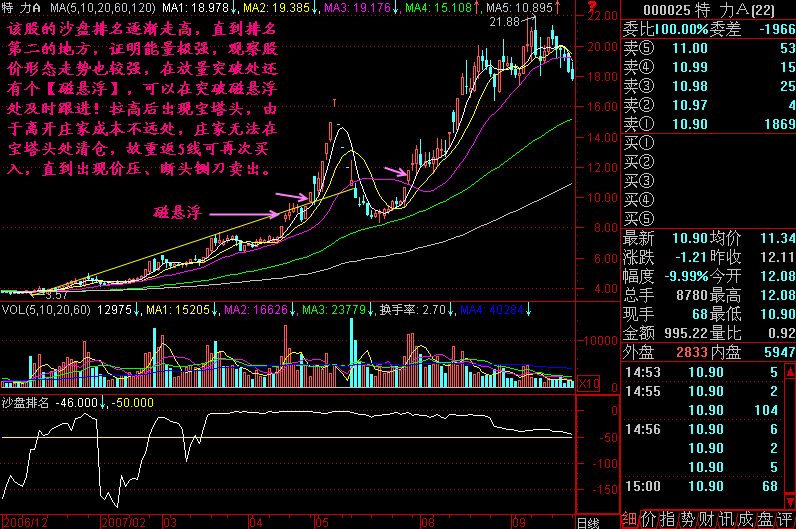 特 力A MA(5,10,20,60,120) MA1: 18.978↓, MA2: 19.385↓, MA3: 19.176↓, MA4: 15.108↑, MA5: 10.895↑
该股的沙盘排名逐渐走高，直到排名
第二的地方，证明能量极强，观察股
价形态走势也较强，在放量突破处还
有个【磁悬浮】，可以在突破磁悬浮
处及时跟进！拉高后出现宝塔头，由
于离开庄家成本不远处，庄家无法在
宝塔头处清仓，故重返5线可再次买
入，直到出现价压、断头铡刀卖出。
磁悬浮
21.88
3.57
22.00
20.00
18.00
16.00
14.00
12.00
10.00
8.00
6.00
4.00
VOL(5,10,20,60) 12975↓, MA1: 15205↓, MA2: 16626↓, MA3: 23779↓, 换手率: 2.70↓, MA4: 40284↓
10000
X10
沙盘排名 -46.000↓, -50.000
0
-50
-100
-150
2006/12 2007/02 03 04 05 08 09 日线
000025 特 力A(22)
委比100.00% 委差 -1966
卖⑤ 11.00 53
卖④ 10.99 15
卖③ 10.98 25
卖② 10.97 4
卖① 10.90 1869
买①
买②
买③
买④
买⑤
最新 10.90 均价 11.34
涨跌 -1.21 昨收 12.11
幅度 -9.99% 今开 12.08
总手 8780 最高 12.08
现手 68 最低 10.90
金额 995.22 量比 0.92
外盘 2833 内盘 5947
14:53 10.90 5
14:55 10.90 2
10.90 104
14:56 10.90 6
10.90 2
10.90 5
15:00 10.90 68
细 价 指 势 财 讯 成 盘 评